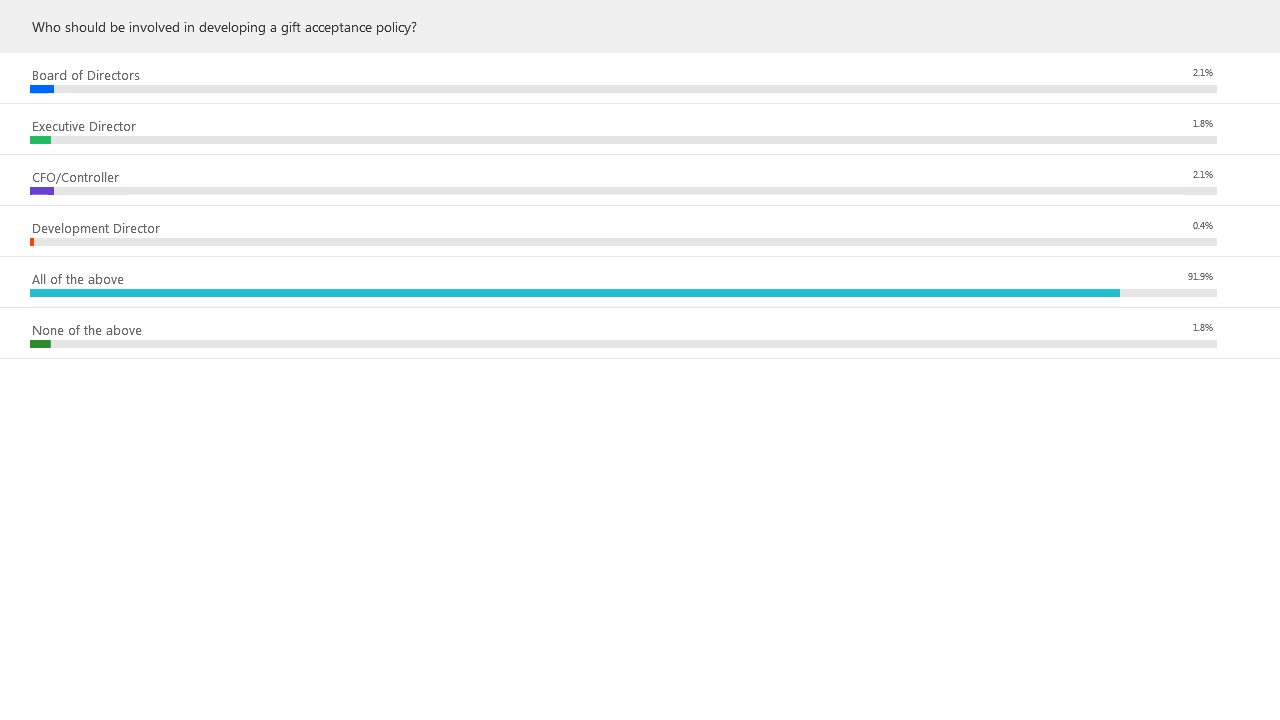 Who should be involved in developing a gift acceptance policy?
Board of Directors 2.1%
Executive Director 1.8%
CFO/Controller 2.1%
Development Director 0.4%
All of the above 91.9%
None of the above 1.8%